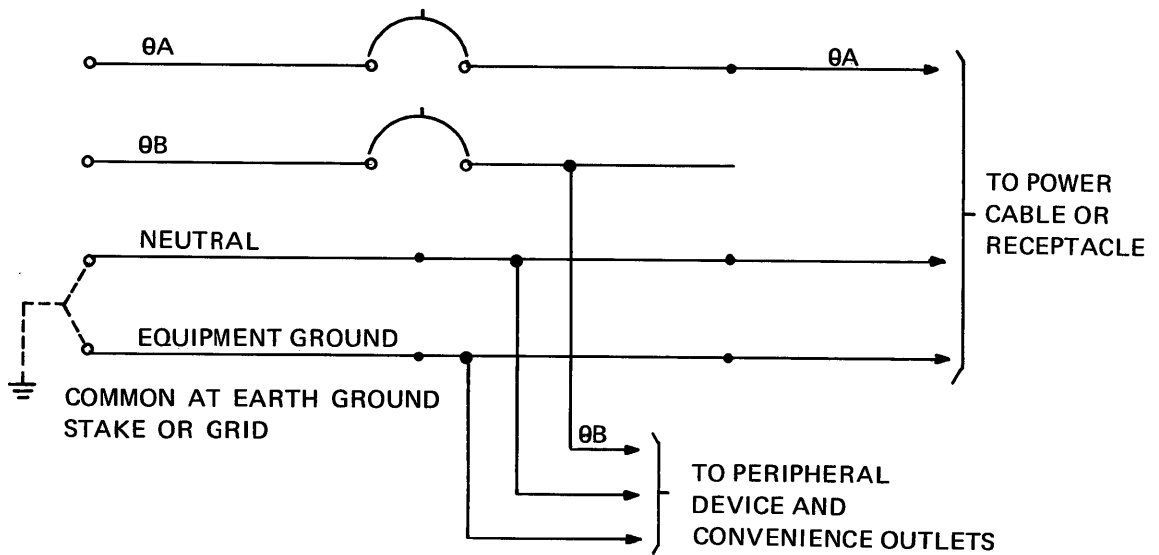 θA
θA
θB
TO POWER
CABLE OR
RECEPTACLE
NEUTRAL
EQUIPMENT GROUND
COMMON AT EARTH GROUND
STAKE OR GRID
θB
TO PERIPHERAL
DEVICE AND
CONVENIENCE OUTLETS